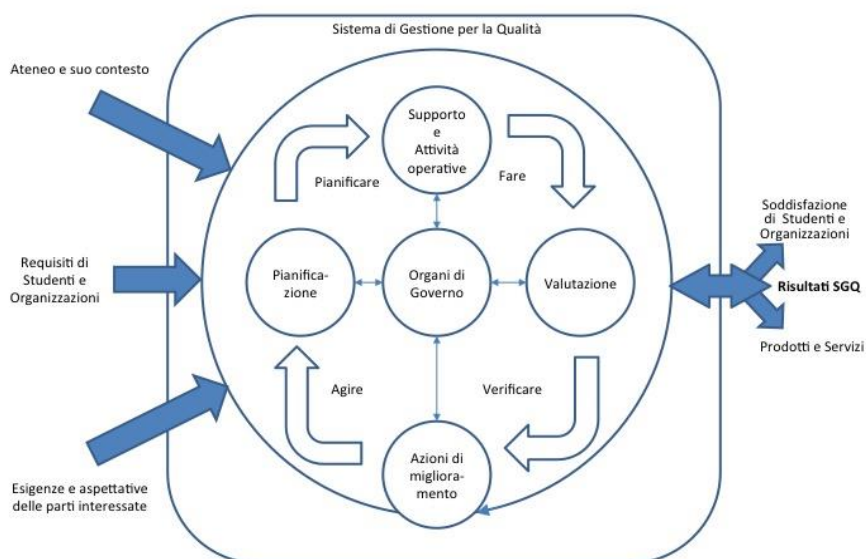 Sistema di Gestione per la Qualità
Ateneo e suo contesto
Supporto
e
Attività
operative
Pianificare
Fare
Soddisfazione
di Studenti e
Organizzazioni
Requisiti di
Studenti e
Organizzazioni
Pianifica-
zione
Organi di
Governo
Valutazione
Risultati SGQ
Prodotti e Servizi
Agire
Verificare
Azioni di
migliora-
mento
Esigenze e aspettative
delle parti interessate